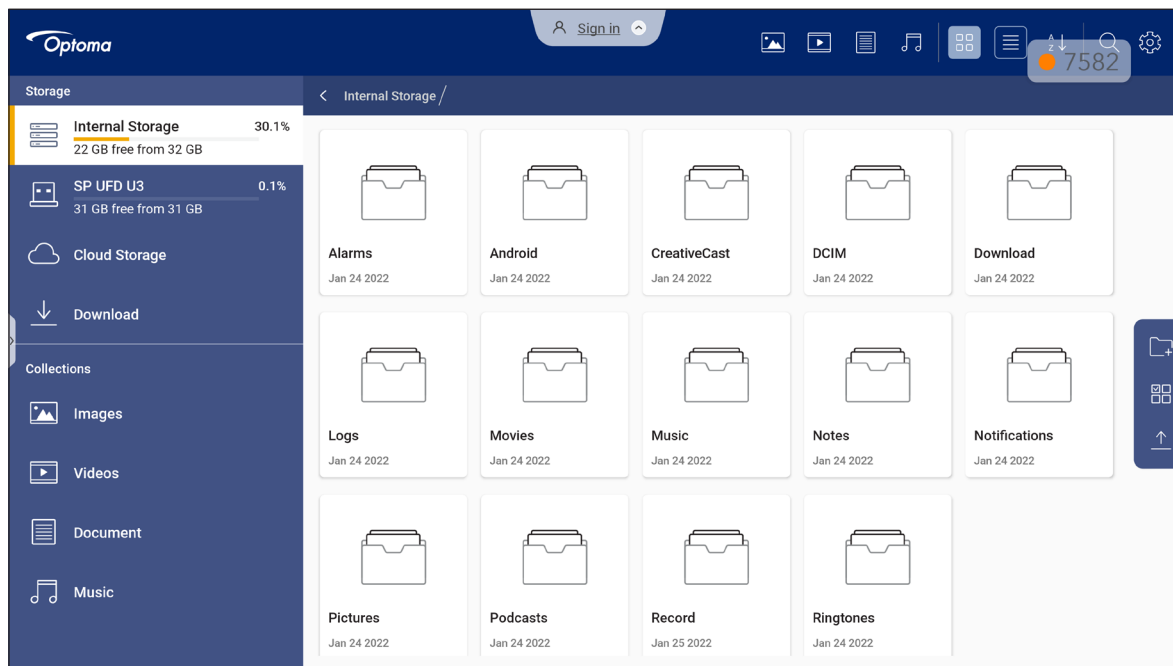 Optoma
Sign in
A
Z
7582
Storage
Internal Storage 30.1%
22 GB free from 32 GB
SP UFD U3 0.1%
31 GB free from 31 GB
Cloud Storage
Download
Collections
Images
Videos
Document
Music
Internal Storage /
Alarms
Jan 24 2022
Android
Jan 24 2022
CreativeCast
Jan 24 2022
DCIM
Jan 24 2022
Download
Jan 24 2022
Logs
Jan 24 2022
Movies
Jan 24 2022
Music
Jan 24 2022
Notes
Jan 24 2022
Notifications
Jan 24 2022
Pictures
Jan 24 2022
Podcasts
Jan 24 2022
Record
Jan 25 2022
Ringtones
Jan 24 2022